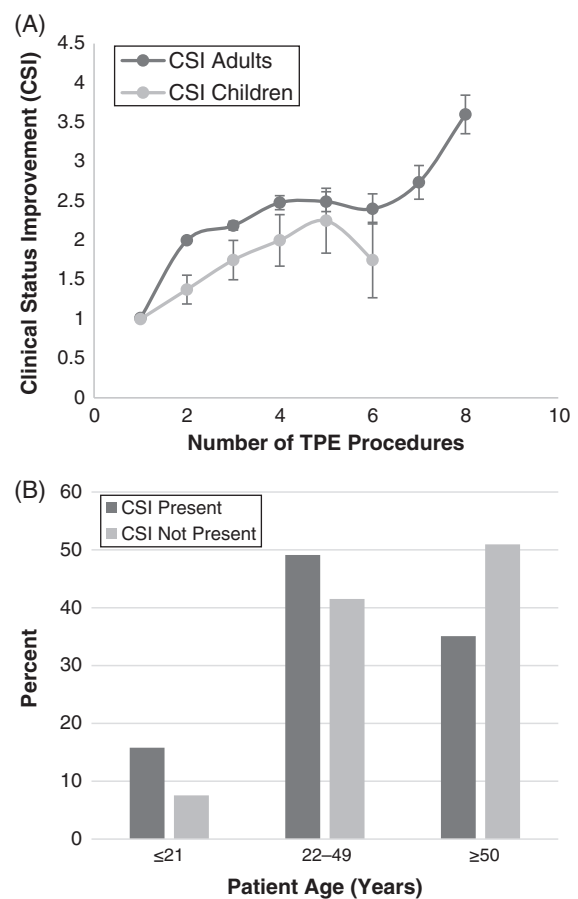 (A)
4.5
4
3.5
3
2.5
2
1.5
1
0.5
0
Clinical Status Improvement (CSI)
CSI Adults
CSI Children
0 2 4 6 8 10
Number of TPE Procedures
(B)
60
50
40
30
20
10
0
Percent
CSI Present
CSI Not Present
≤21 22–49 ≥50
Patient Age (Years)